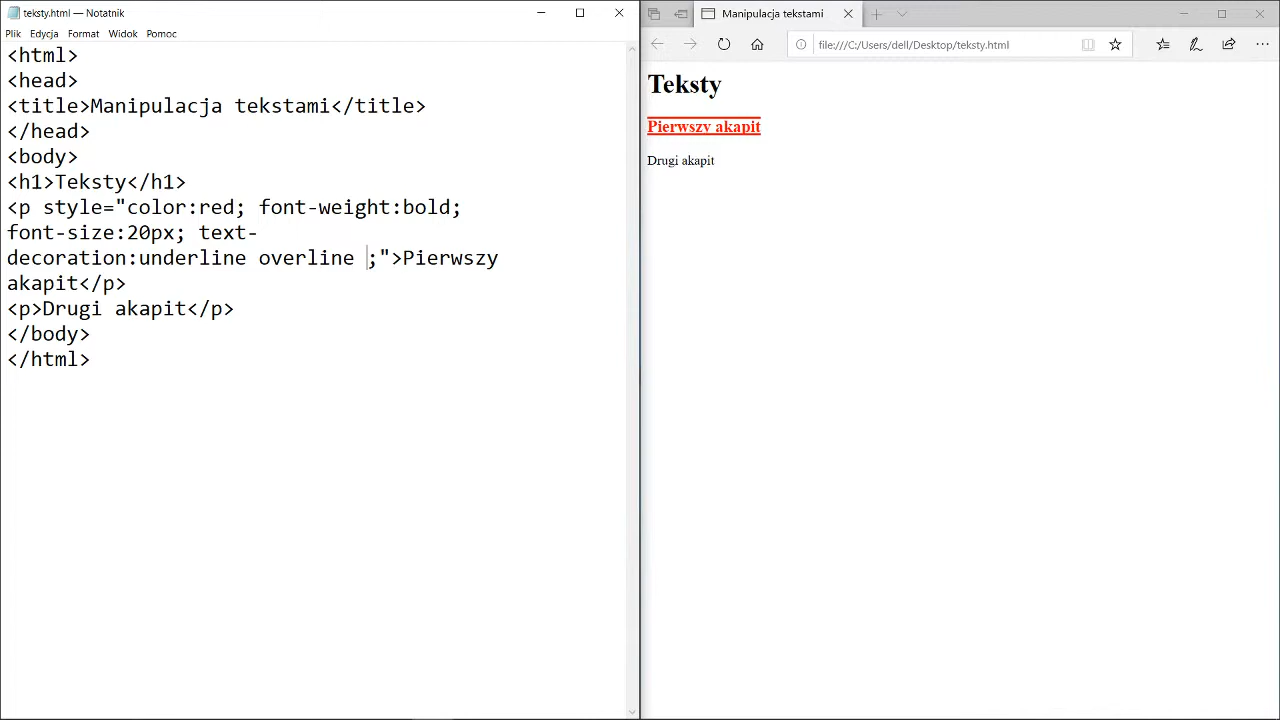 teksty.html — Notatnik
Plik Edycja Format Widok Pomoc
<html>
<head>
<title>Manipulacja tekstami</title>
</head>
<body>
<h1>Teksty</h1>
<p style="color:red; font-weight:bold;
font-size:20px; text-
decoration:underline overline ;">Pierwszy
akapit</p>
<p>Drugi akapit</p>
</body>
</html>
Manipulacja tekstami
file:///C:/Users/dell/Desktop/teksty.html
Teksty
Pierwszy akapit
Drugi akapit